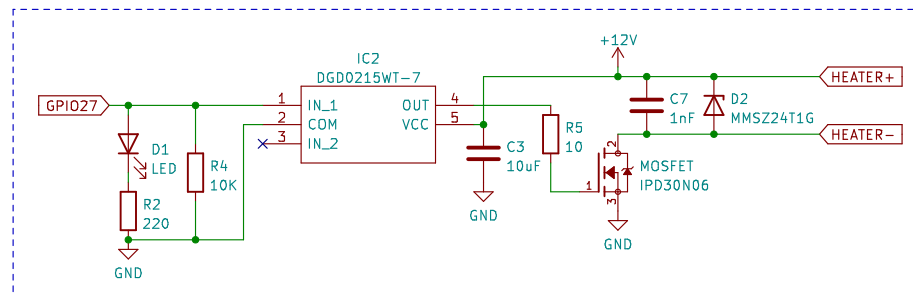 +12V
IC2
DGD0215WT-7
GPIO27
HEATER+
1
IN_1
OUT
4
C7
1nF
D2
MMSZ24T1G
2
COM
VCC
5
3
IN_2
HEATER-
D1
LED
R4
10K
C3
10uF
R5
10
2
MOSFET
IPD30N06
1
3
R2
220
GND
GND
GND